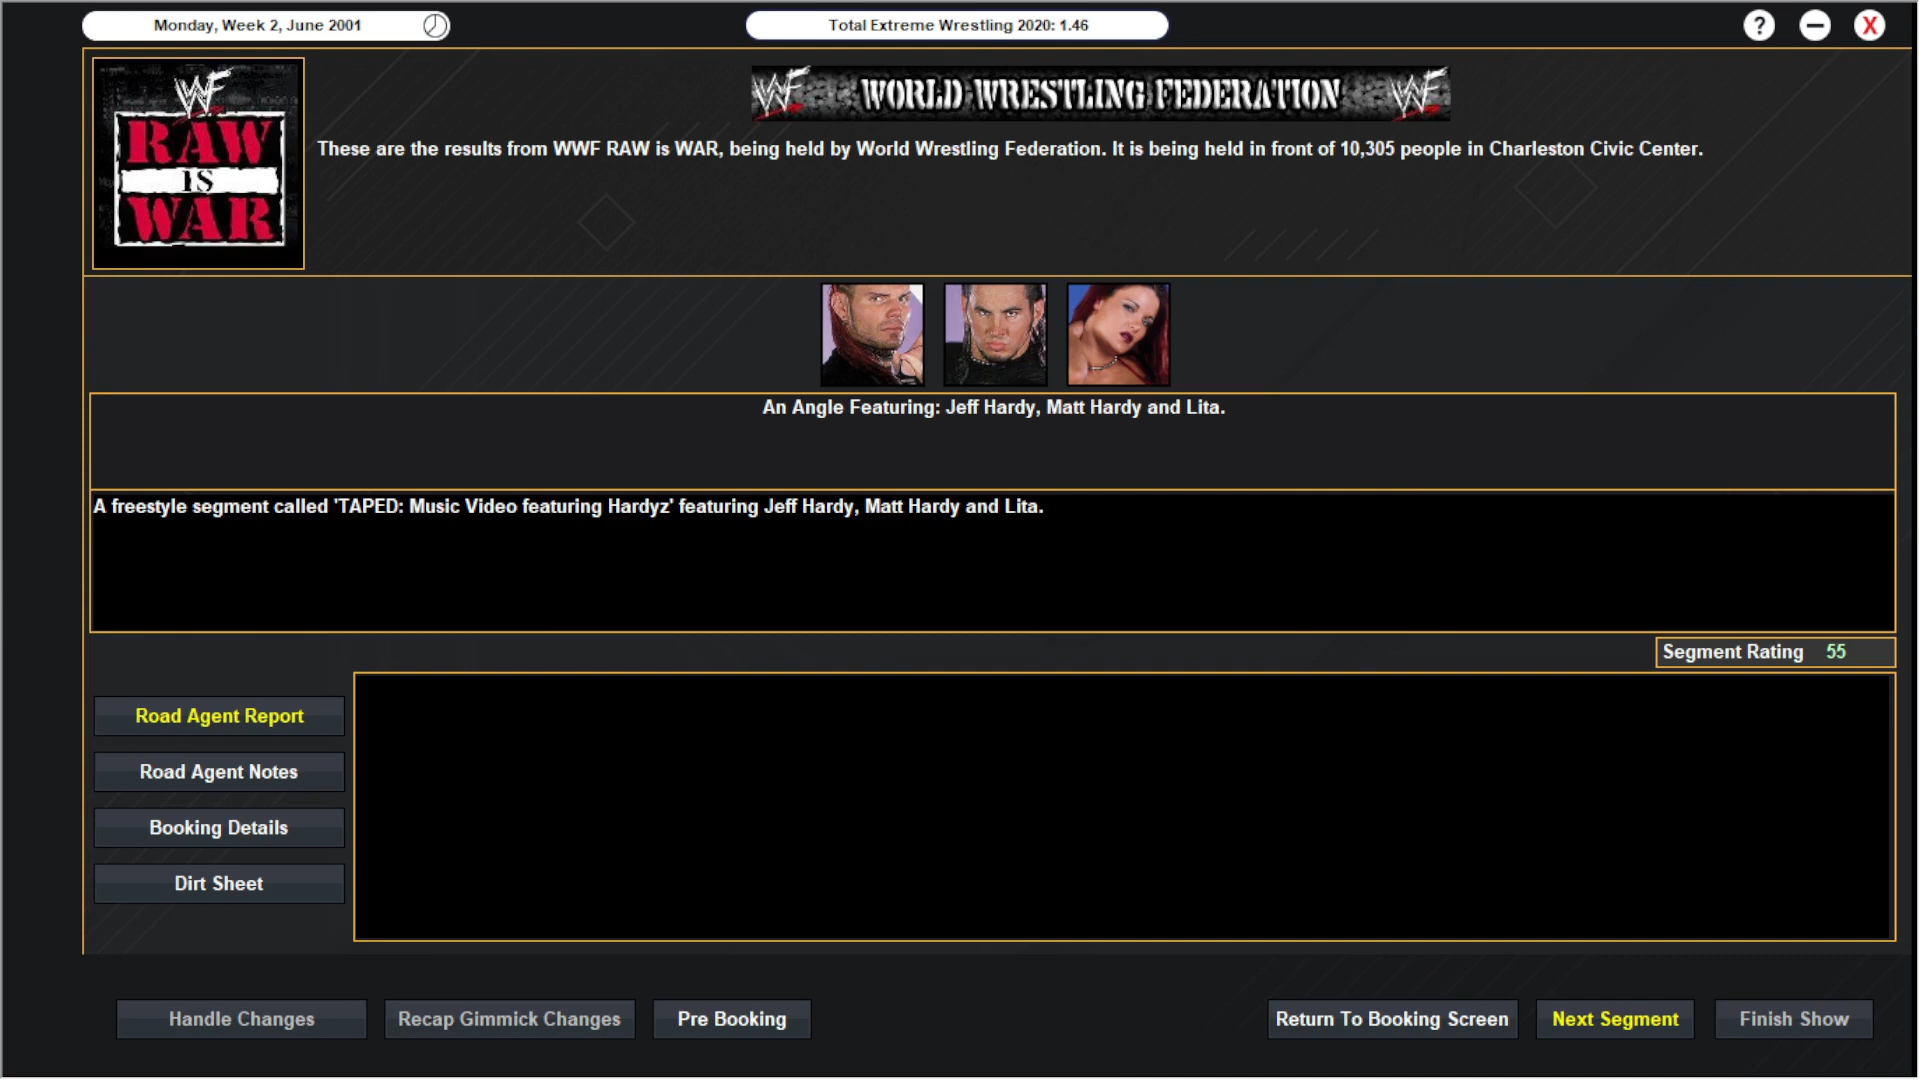 Monday, Week 2, June 2001
Total Extreme Wrestling 2020: 1.46
?
X
WF
RAW
IS
WAR
WORLD WRESTLING FEDERATION
These are the results from WWF RAW is WAR, being held by World Wrestling Federation. It is being held in front of 10,305 people in Charleston Civic Center.
An Angle Featuring: Jeff Hardy, Matt Hardy and Lita.
A freestyle segment called 'TAPED: Music Video featuring Hardyz' featuring Jeff Hardy, Matt Hardy and Lita.
Segment Rating 55
Road Agent Report
Road Agent Notes
Booking Details
Dirt Sheet
Handle Changes
Recap Gimmick Changes
Pre Booking
Return To Booking Screen
Next Segment
Finish Show